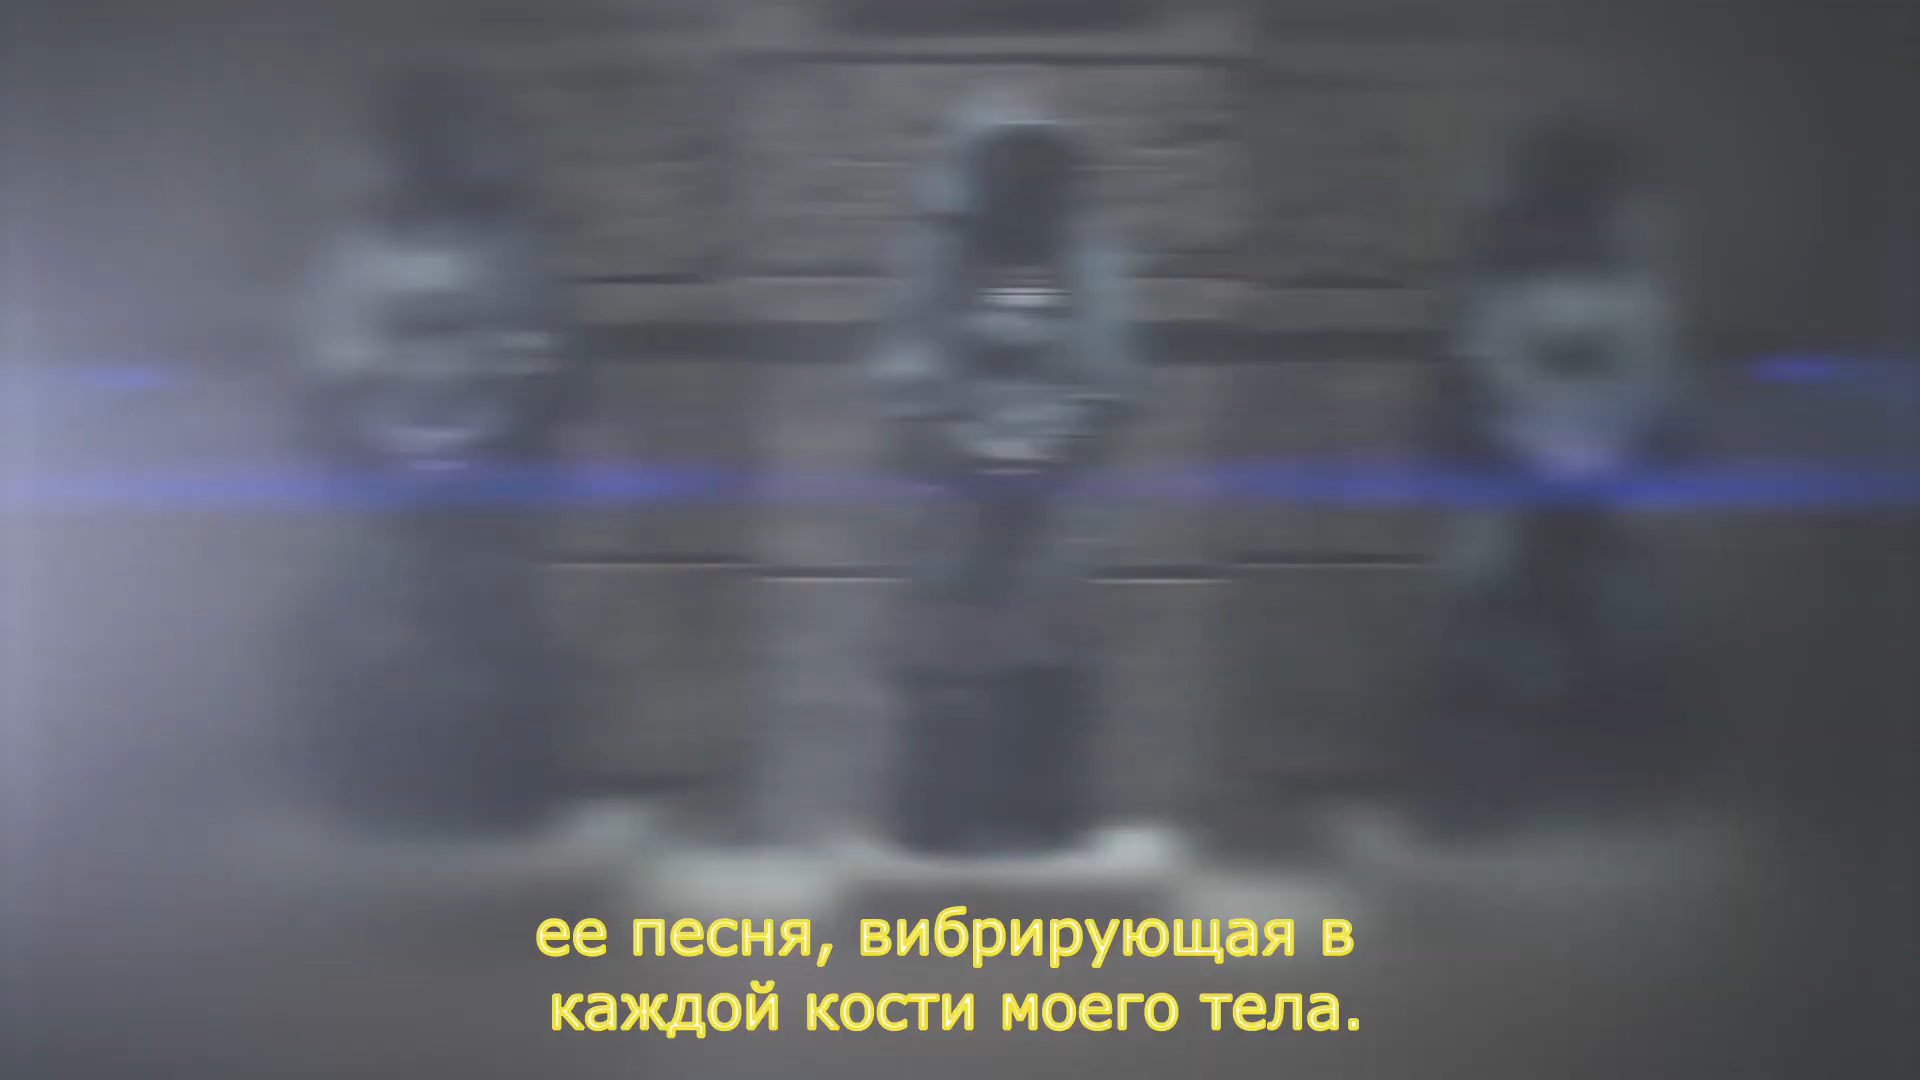 ее песня, вибрирующая в
каждой кости моего тела.